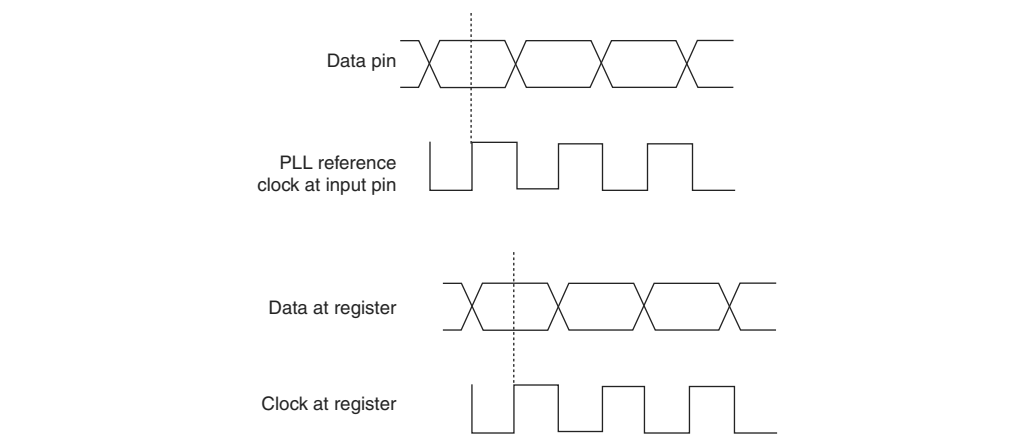 Data pin
PLL reference
clock at input pin
Data at register
Clock at register